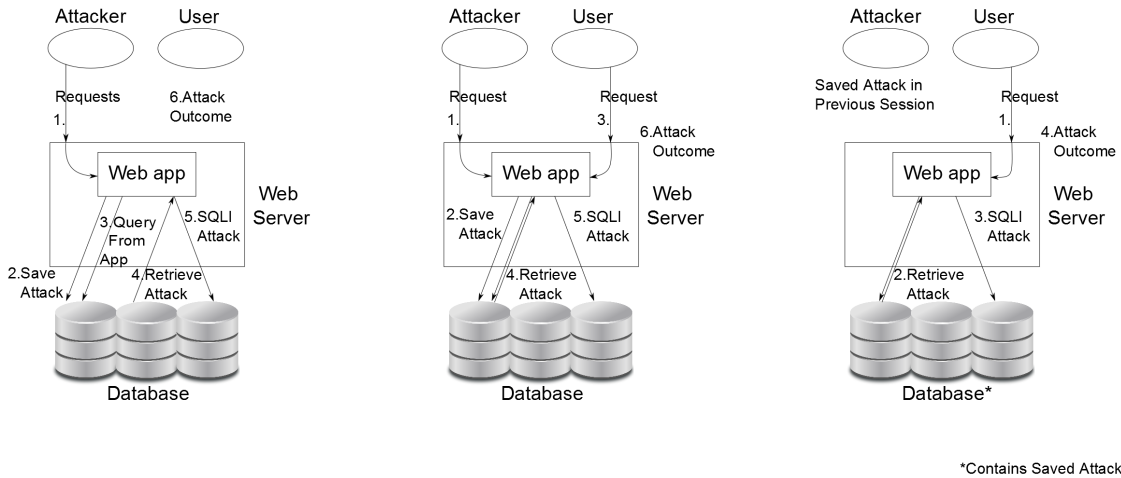 Attacker
User
Requests
1.
6.Attack
Outcome
Web app
Web
Server
3.Query
From
App
5.SQLI
Attack
2.Save
Attack
4.Retrieve
Attack
Database
Attacker
User
Request
1.
Request
3.
6.Attack
Outcome
Web app
Web
Server
2.Save
Attack
5.SQLI
Attack
4.Retrieve
Attack
Database
Attacker
User
Saved Attack in
Previous Session
Request
1.
4.Attack
Outcome
Web app
Web
Server
3.SQLI
Attack
2.Retrieve
Attack
Database*
*Contains Saved Attack